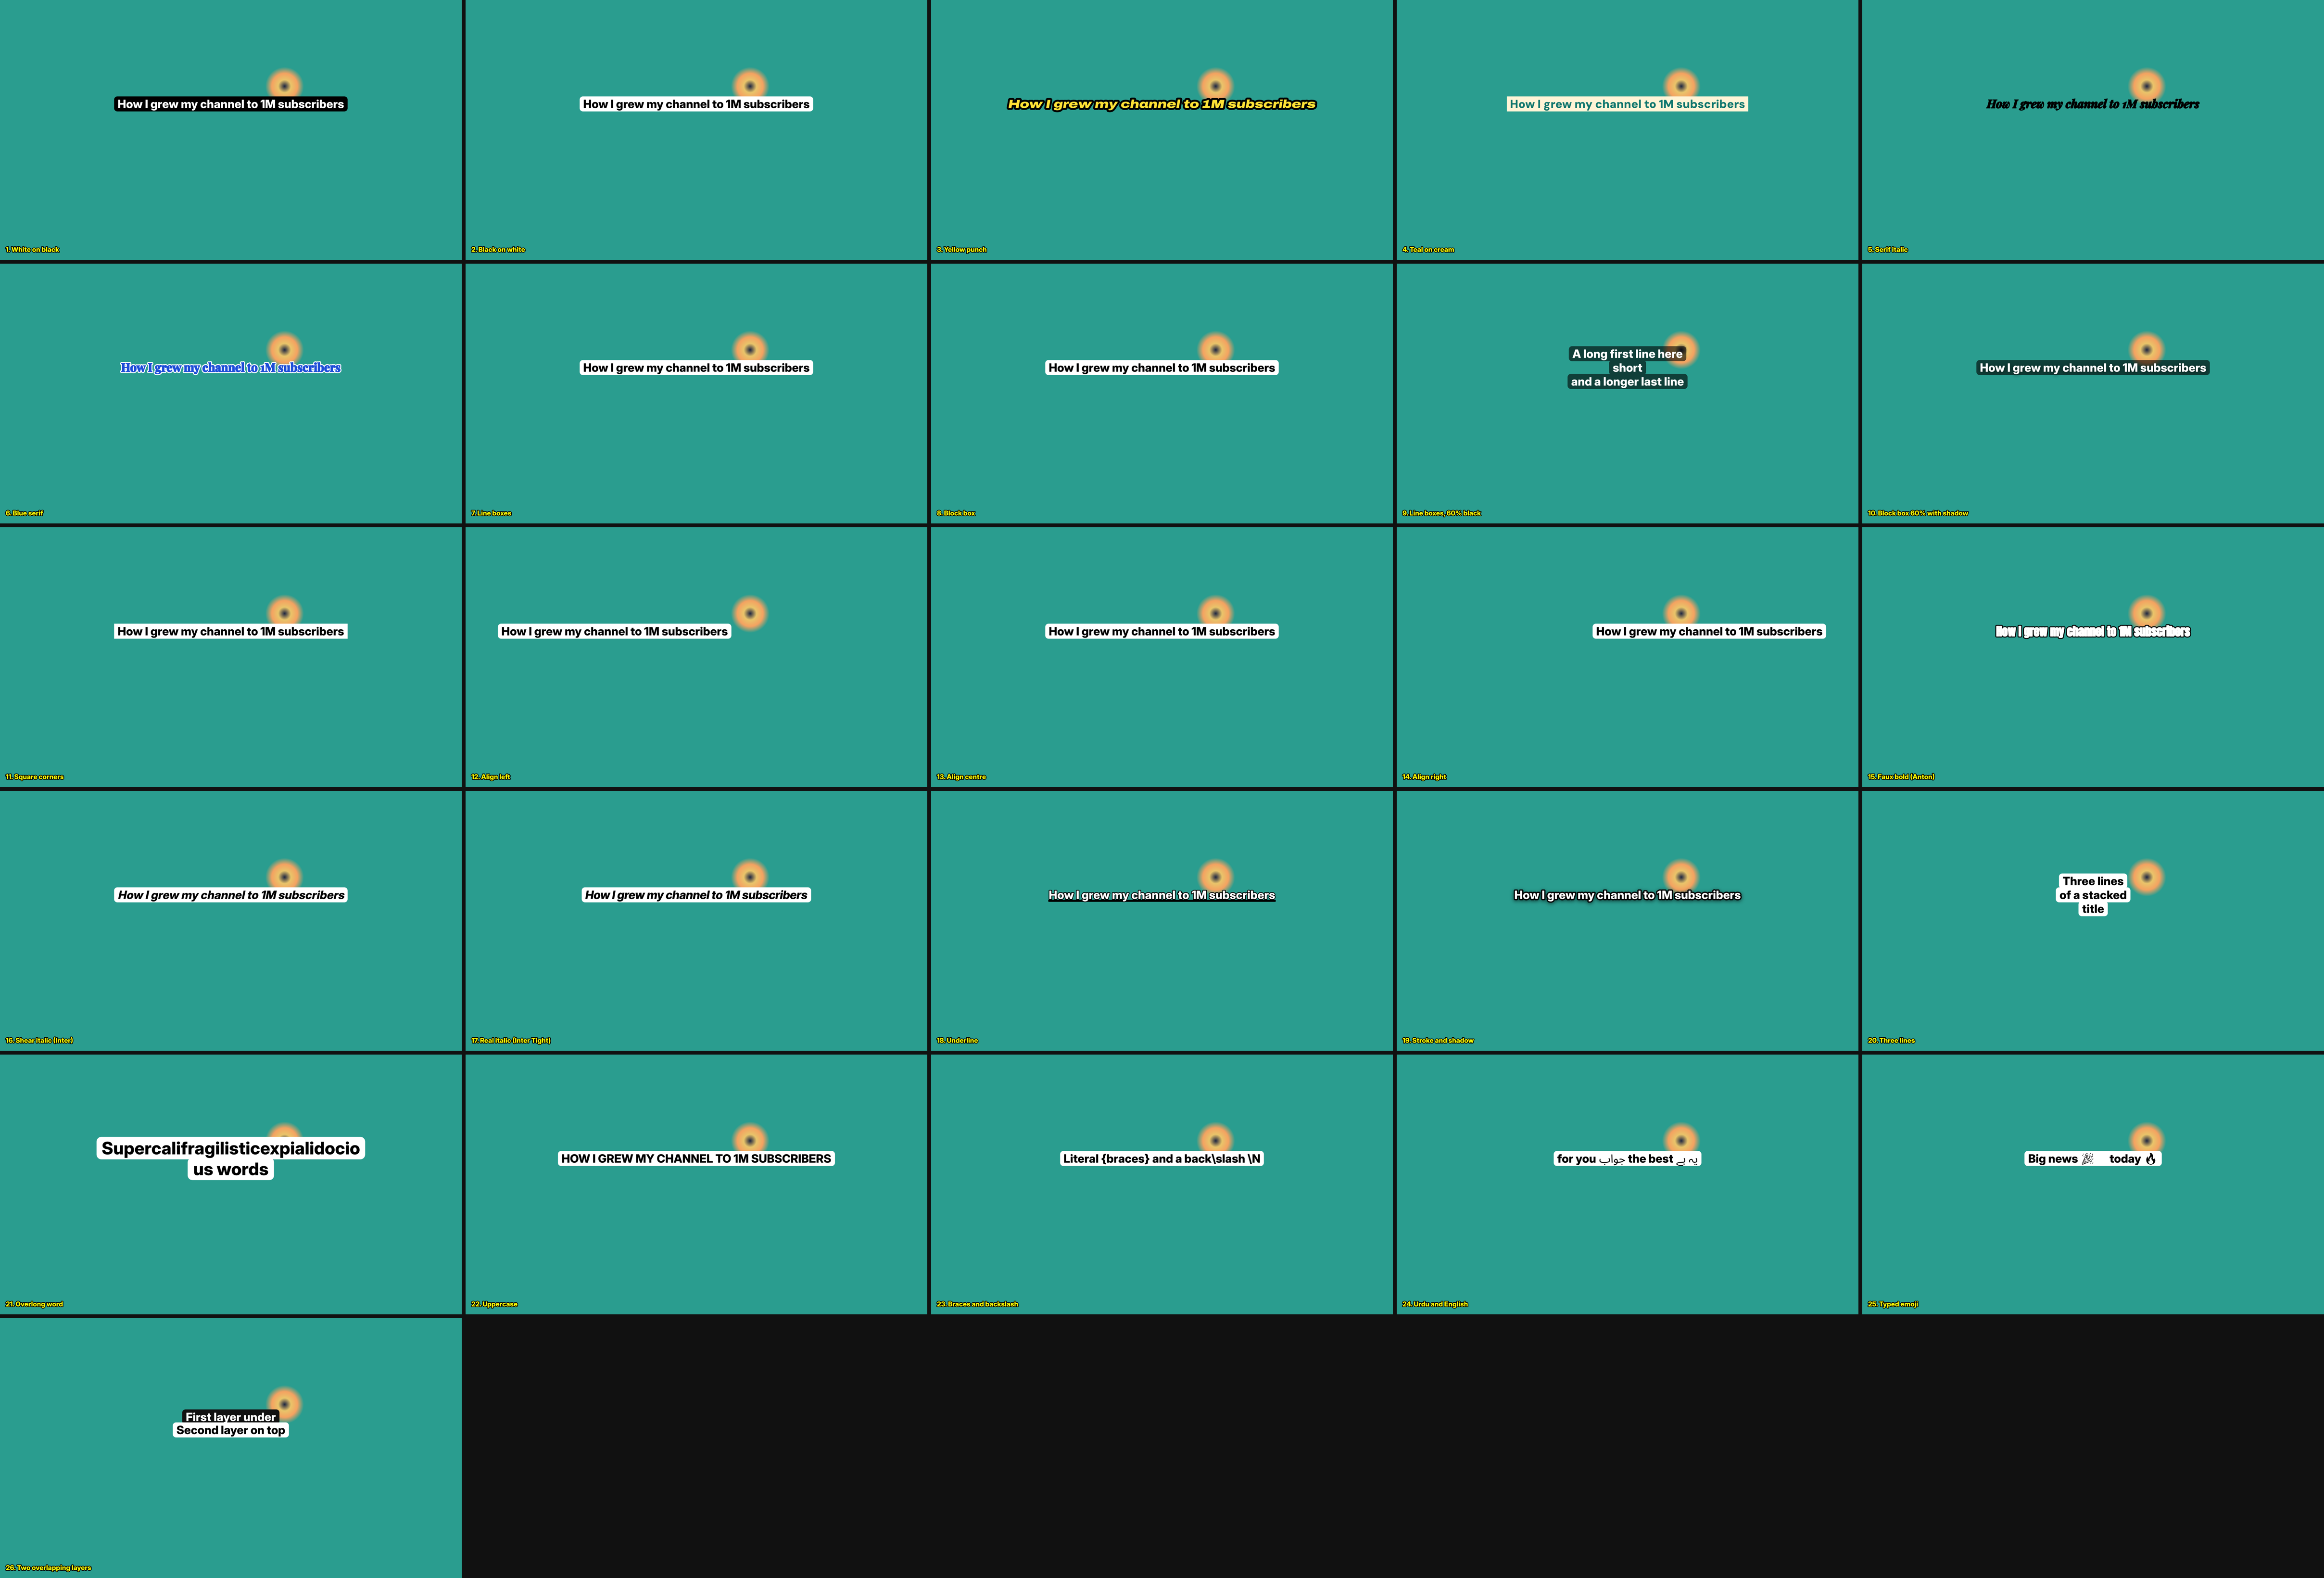 How I grew my channel to 1M subscribers
1. White on black
How I grew my channel to 1M subscribers
2. Black on white
How I grew my channel to 1M subscribers
3. Yellow punch
How I grew my channel to 1M subscribers
4. Teal on cream
How I grew my channel to 1M subscribers
5. Serif italic
How I grew my channel to 1M subscribers
6. Blue serif
How I grew my channel to 1M subscribers
7. Line boxes
How I grew my channel to 1M subscribers
8. Block box
A long first line here
short
and a longer last line
9. Line boxes, 60% black
How I grew my channel to 1M subscribers
10. Block box 60% with shadow
How I grew my channel to 1M subscribers
11. Square corners
How I grew my channel to 1M subscribers
12. Align left
How I grew my channel to 1M subscribers
13. Align centre
How I grew my channel to 1M subscribers
14. Align right
How I grew my channel to 1M subscribers
15. Faux bold (Anton)
How I grew my channel to 1M subscribers
16. Shear italic (Inter)
How I grew my channel to 1M subscribers
17. Real italic (Inter Tight)
How I grew my channel to 1M subscribers
18. Underline
How I grew my channel to 1M subscribers
19. Stroke and shadow
Three lines
of a stacked
title
20. Three lines
Supercalifragilisticexpialidocio
us words
21. Overlong word
HOW I GREW MY CHANNEL TO 1M SUBSCRIBERS
22. Uppercase
Literal {braces} and a back\slash \N
23. Braces and backslash
for you جواب the best یہ ہے
24. Urdu and English
Big news 🎉 today 🔥
25. Typed emoji
First layer under
Second layer on top
26. Two overlapping layers